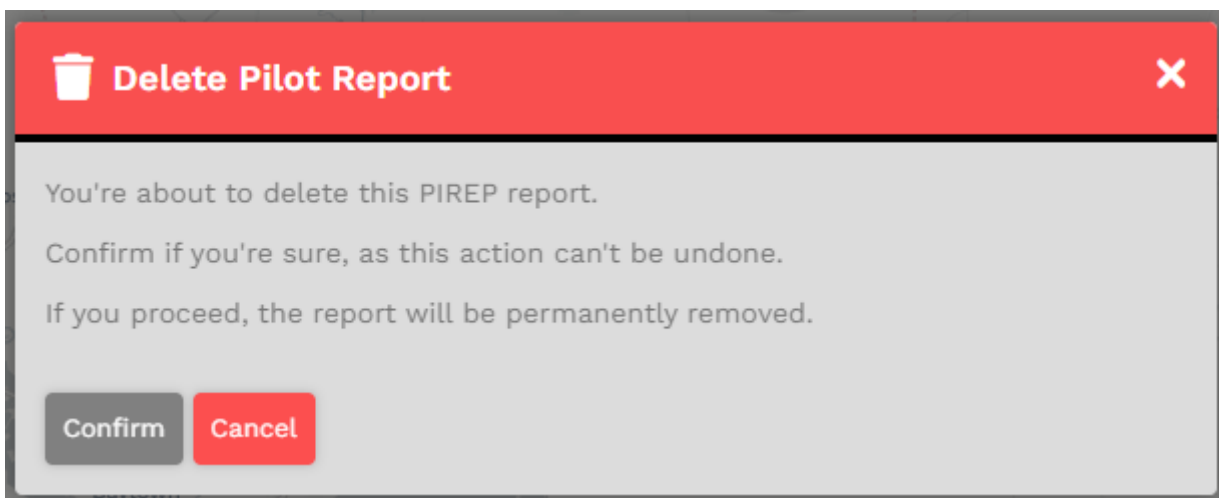 Delete Pilot Report
You're about to delete this PIREP report.
Confirm if you're sure, as this action can't be undone.
If you proceed, the report will be permanently removed.
Confirm Cancel